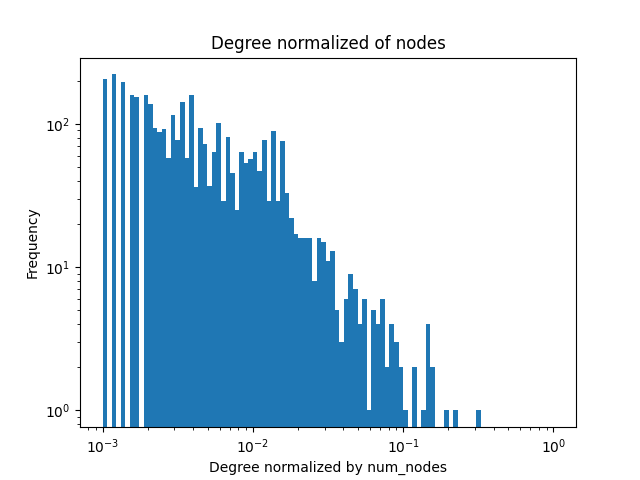 Degree normalized of nodes
Frequency
10²
10¹
10⁰
10⁻³ 10⁻² 10⁻¹ 10⁰
Degree normalized by num_nodes